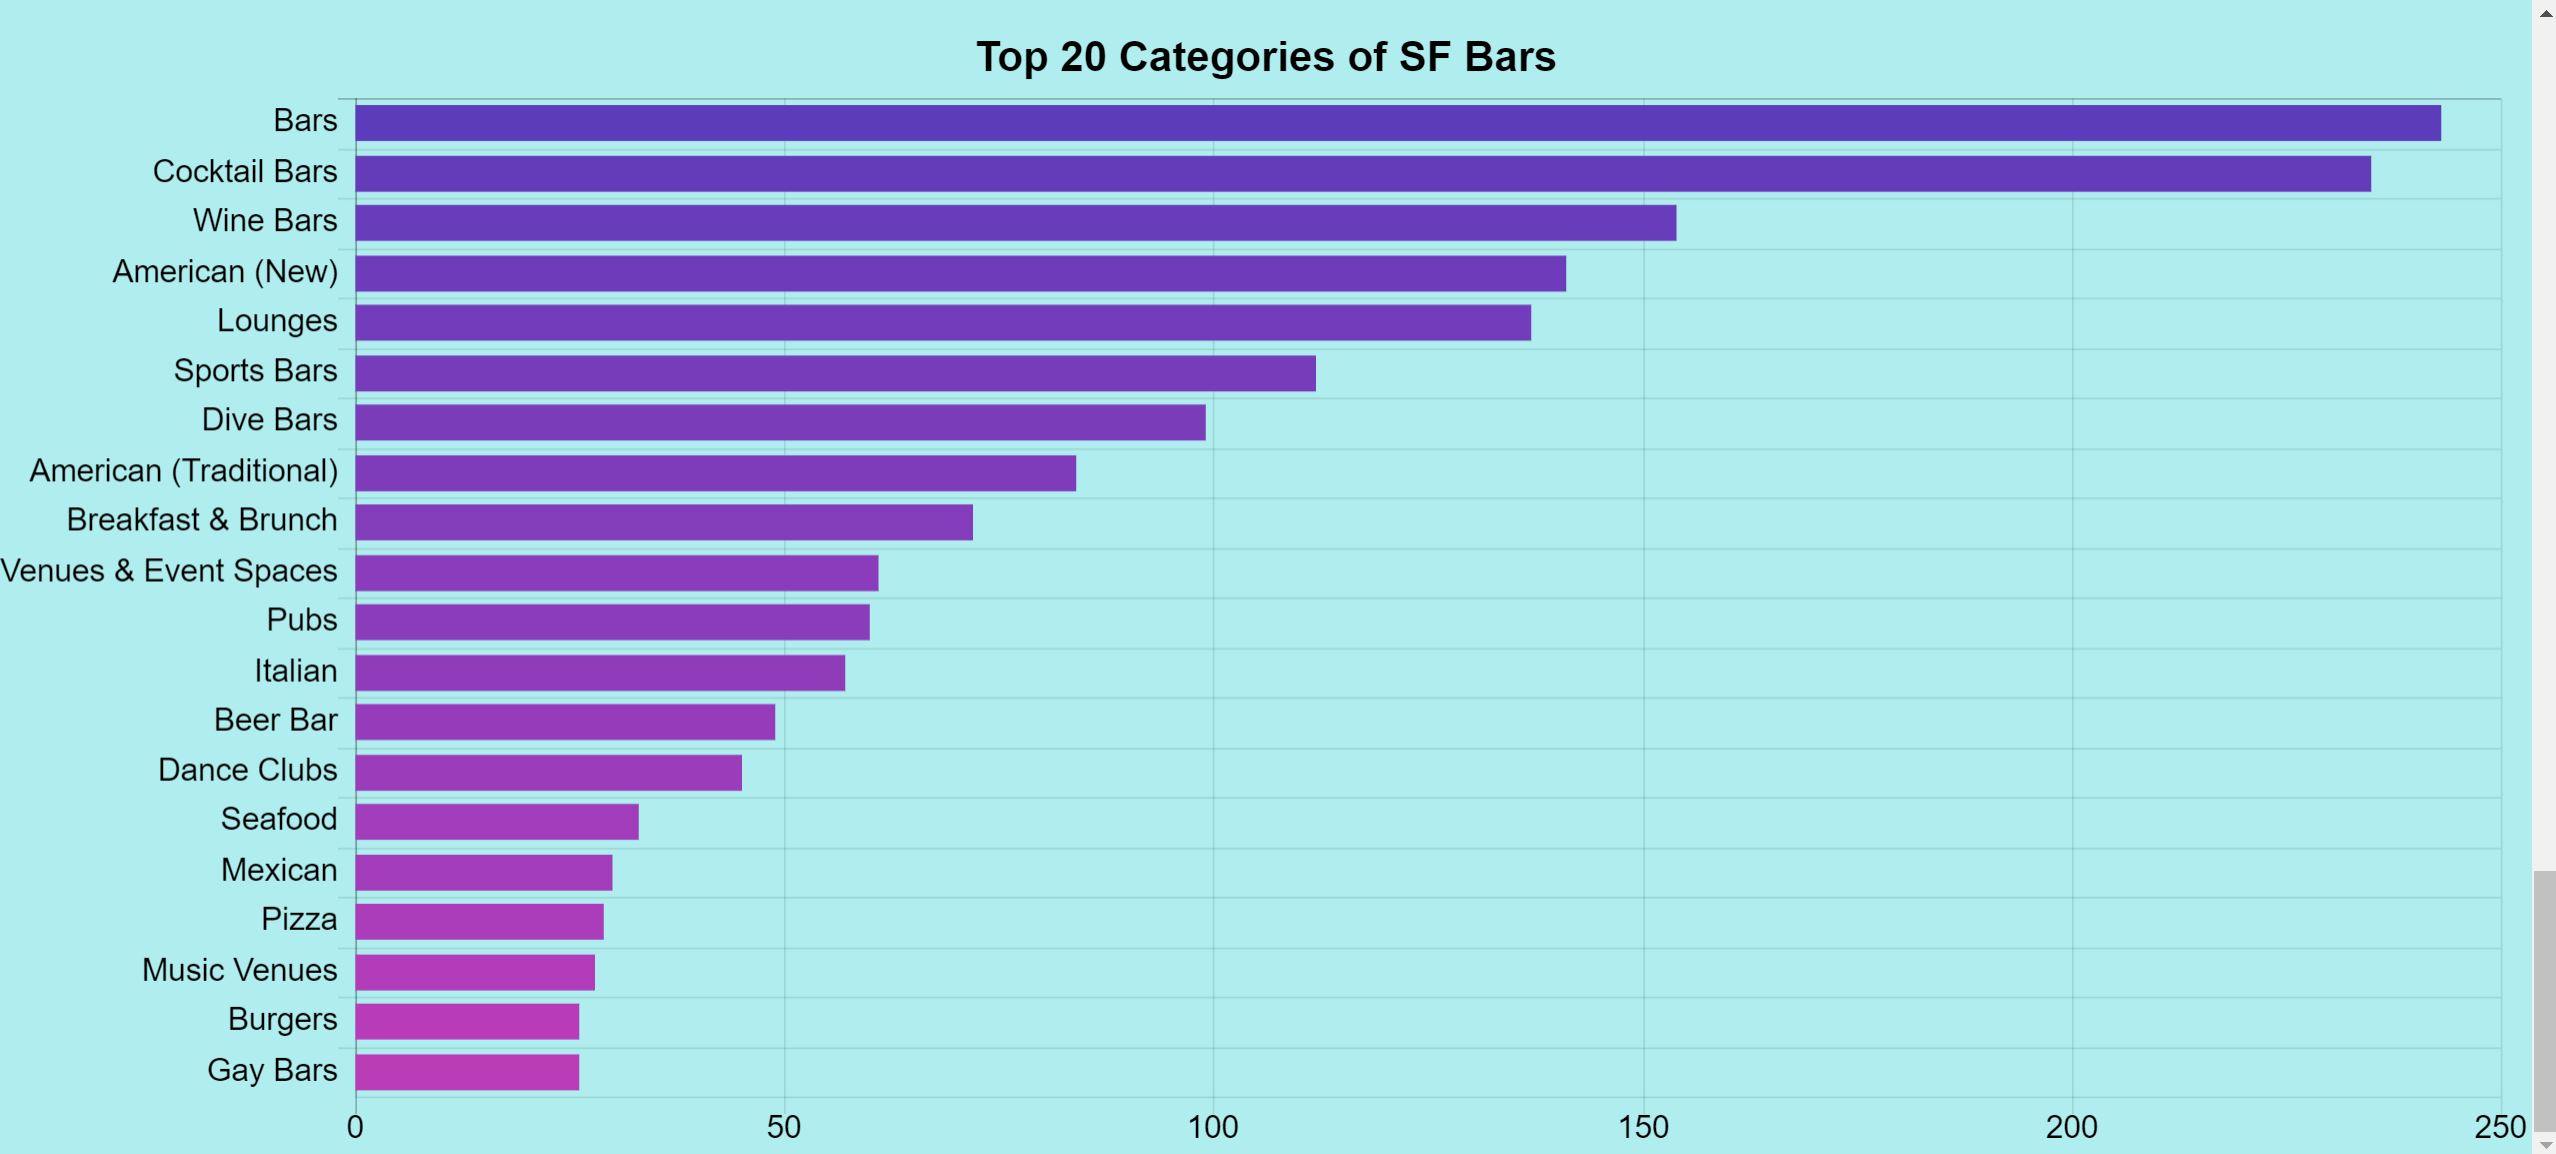 Top 20 Categories of SF Bars
Bars
Cocktail Bars
Wine Bars
American (New)
Lounges
Sports Bars
Dive Bars
American (Traditional)
Breakfast & Brunch
Venues & Event Spaces
Pubs
Italian
Beer Bar
Dance Clubs
Seafood
Mexican
Pizza
Music Venues
Burgers
Gay Bars
0 50 100 150 200 250